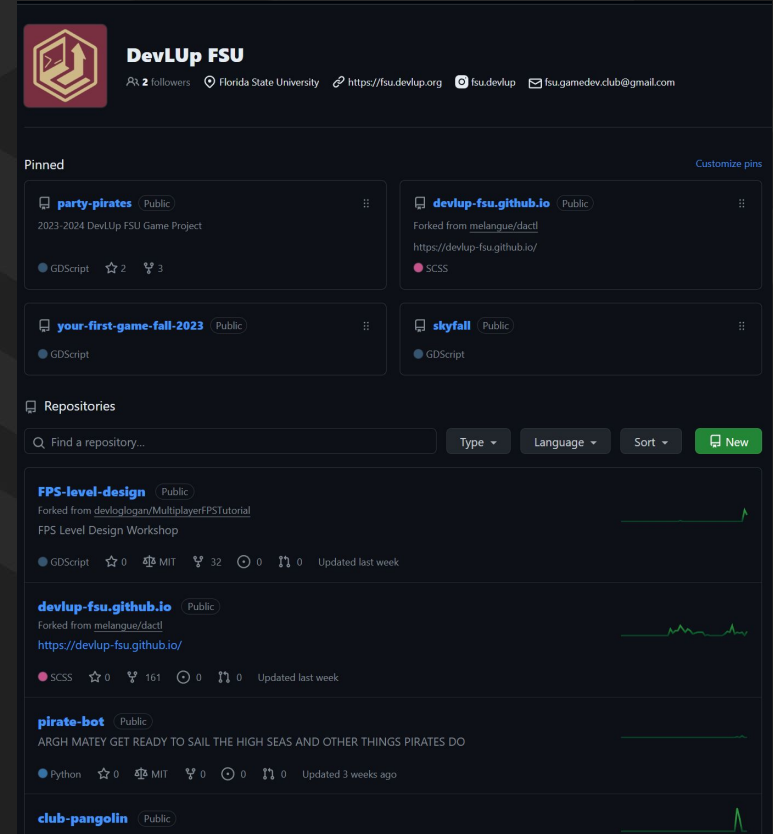 DevLUp FSU
2 followers Florida State University https://fsu.devlup.org fsu.devlup fsu.gamedev.club@gmail.com
Pinned Customize pins
party-pirates Public
2023-2024 DevLUp FSU Game Project
GDScript 2 3
devlup-fsu.github.io Public
Forked from melangue/dactl
https://devlup-fsu.github.io/
SCSS
your-first-game-fall-2023 Public
GDScript
skyfall Public
GDScript
Repositories
Find a repository... Type Language Sort New
FPS-level-design Public
Forked from devloglogan/MultiplayerFPSTutorial
FPS Level Design Workshop
GDScript 0 MIT 32 0 0 Updated last week
devlup-fsu.github.io Public
Forked from melangue/dactl
https://devlup-fsu.github.io/
SCSS 0 161 0 0 Updated last week
pirate-bot Public
ARGH MATEY GET READY TO SAIL THE HIGH SEAS AND OTHER THINGS PIRATES DO
Python 0 MIT 0 0 0 Updated 3 weeks ago
club-pangolin Public